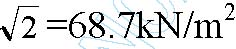 √2 =68.7kN/m²